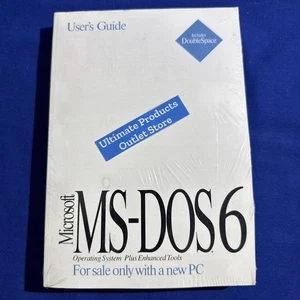 User's Guide
Includes
DoubleSpace
Ultimate Products
Outlet Store
Microsoft
MS-DOS 6
Operating System Plus Enhanced Tools
For sale only with a new PC